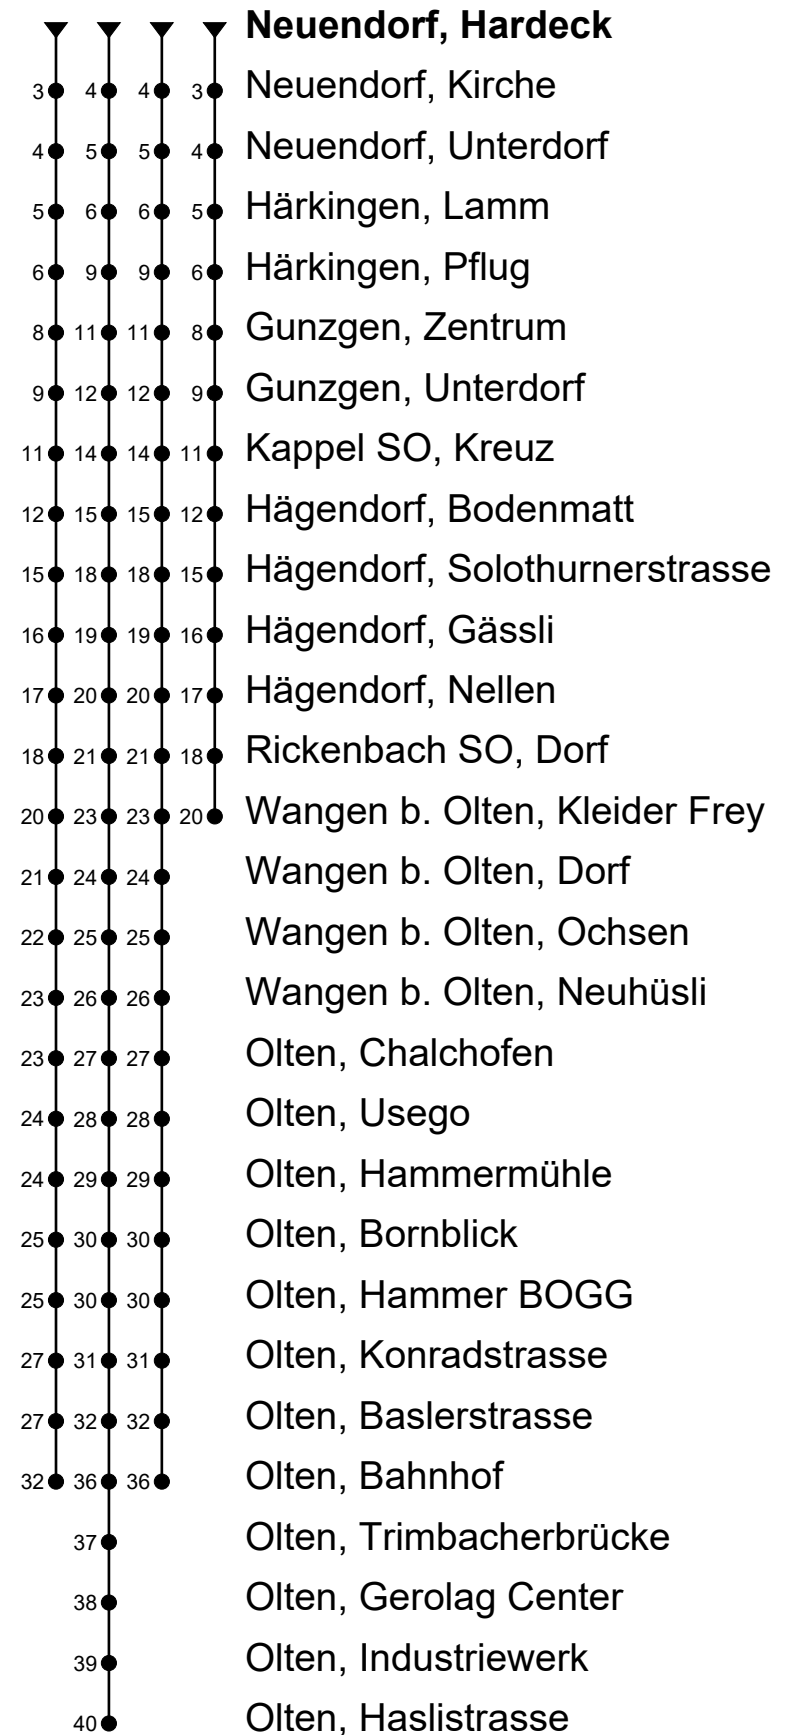 Neuendorf, Hardeck
3 4 4 3 Neuendorf, Kirche
4 5 5 4 Neuendorf, Unterdorf
5 6 6 5 Härkingen, Lamm
6 9 9 6 Härkingen, Pflug
8 11 11 8 Gunzgen, Zentrum
9 12 12 9 Gunzgen, Unterdorf
11 14 14 11 Kappel SO, Kreuz
12 15 15 12 Hägendorf, Bodenmatt
15 18 18 15 Hägendorf, Solothurnerstrasse
16 19 19 16 Hägendorf, Gässli
17 20 20 17 Hägendorf, Nellen
18 21 21 18 Rickenbach SO, Dorf
20 23 23 20 Wangen b. Olten, Kleider Frey
21 24 24 Wangen b. Olten, Dorf
22 25 25 Wangen b. Olten, Ochsen
23 26 26 Wangen b. Olten, Neuhüsli
23 27 27 Olten, Chalchofen
24 28 28 Olten, Usego
24 29 29 Olten, Hammermühle
25 30 30 Olten, Bornblick
25 30 30 Olten, Hammer BOGG
27 31 31 Olten, Konradstrasse
27 32 32 Olten, Baslerstrasse
32 36 36 Olten, Bahnhof
37 Olten, Trimbacherbrücke
38 Olten, Gerolag Center
39 Olten, Industriewerk
40 Olten, Haslistrasse